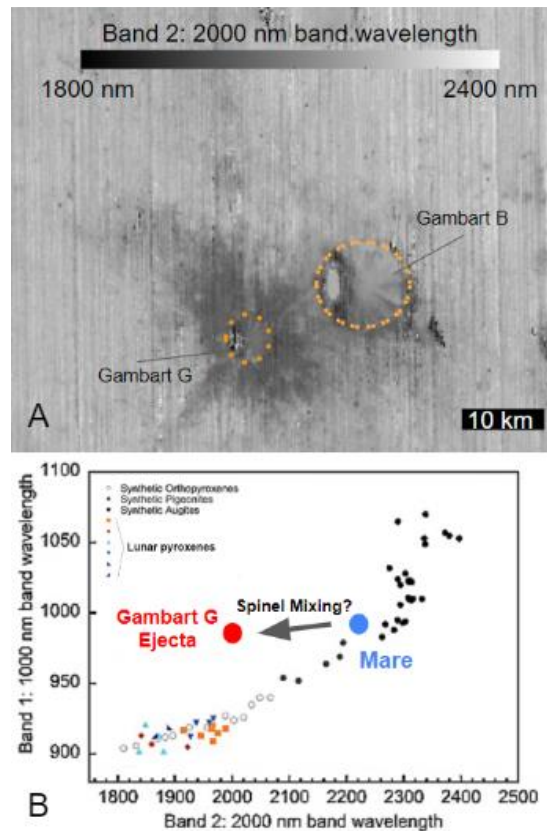 Band 2: 2000 nm band.wavelength
1800 nm 2400 nm
Gambart B
Gambart G
10 km
A
1100
1050
1000
950
900
Band 1: 1000 nm band wavelength
Synthetic Orthopyroxenes
Synthetic Pigeonites
Synthetic Augites
Lunar pyroxenes
Spinel Mixing?
Gambart G
Ejecta
Mare
1800 1900 2000 2100 2200 2300 2400 2500
B
Band 2: 2000 nm band wavelength